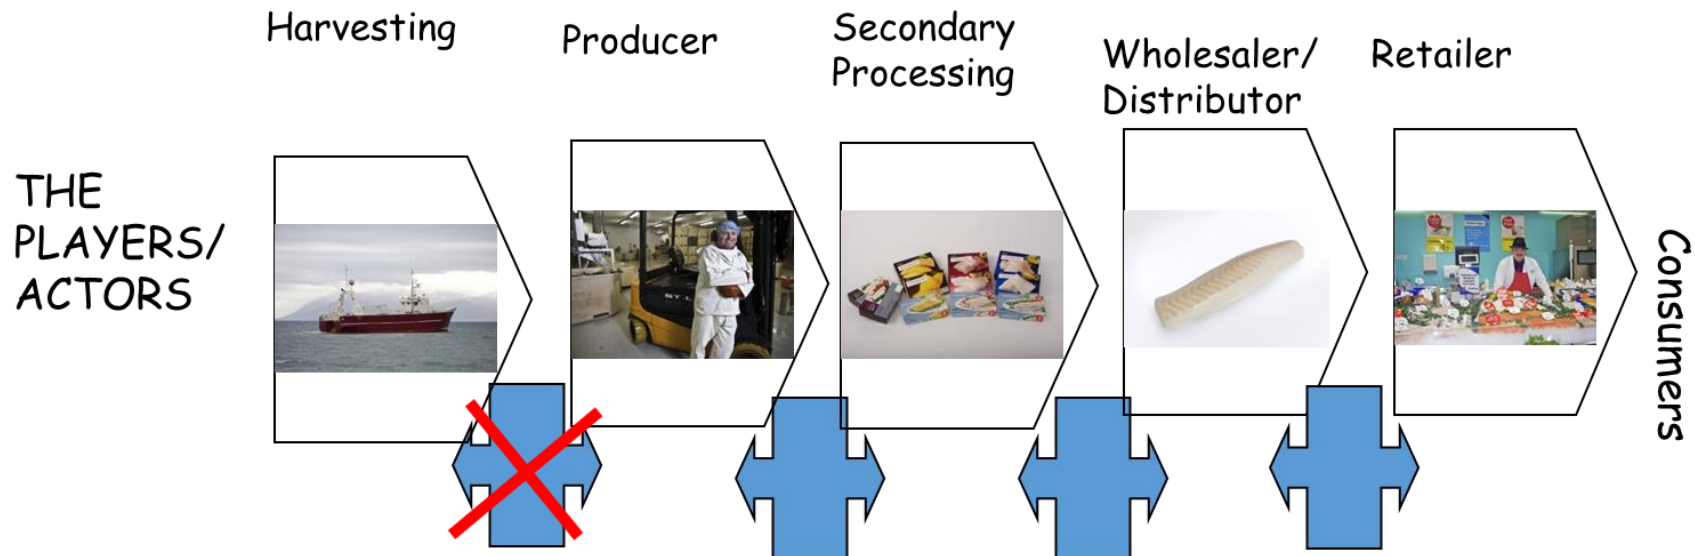 Harvesting
Producer
Secondary
Processing
Wholesaler/
Distributor
Retailer
THE
PLAYERS/
ACTORS
Consumers